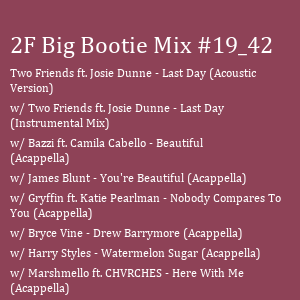 2F Big Bootie Mix #19_42
Two Friends ft. Josie Dunne - Last Day (Acoustic
Version)
w/ Two Friends ft. Josie Dunne - Last Day
(Instrumental Mix)
w/ Bazzi ft. Camila Cabello - Beautiful
(Acappella)
w/ James Blunt - You're Beautiful (Acappella)
w/ Gryffin ft. Katie Pearlman - Nobody Compares To
You (Acappella)
w/ Bryce Vine - Drew Barrymore (Acappella)
w/ Harry Styles - Watermelon Sugar (Acappella)
w/ Marshmello ft. CHVRCHES - Here With Me
(Acappella)